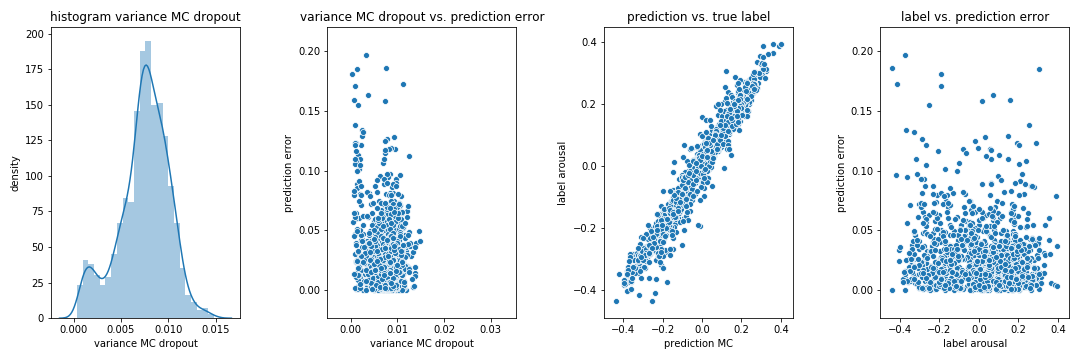 histogram variance MC dropout
200
175
150
125
100
75
50
25
0
density
0.000 0.005 0.010 0.015
variance MC dropout
variance MC dropout vs. prediction error
0.20
0.15
0.10
0.05
0.00
prediction error
0.00 0.01 0.02 0.03
variance MC dropout
prediction vs. true label
0.4
0.2
0.0
−0.2
−0.4
label arousal
−0.4 −0.2 0.0 0.2 0.4
prediction MC
label vs. prediction error
0.20
0.15
0.10
0.05
0.00
prediction error
−0.4 −0.2 0.0 0.2 0.4
label arousal